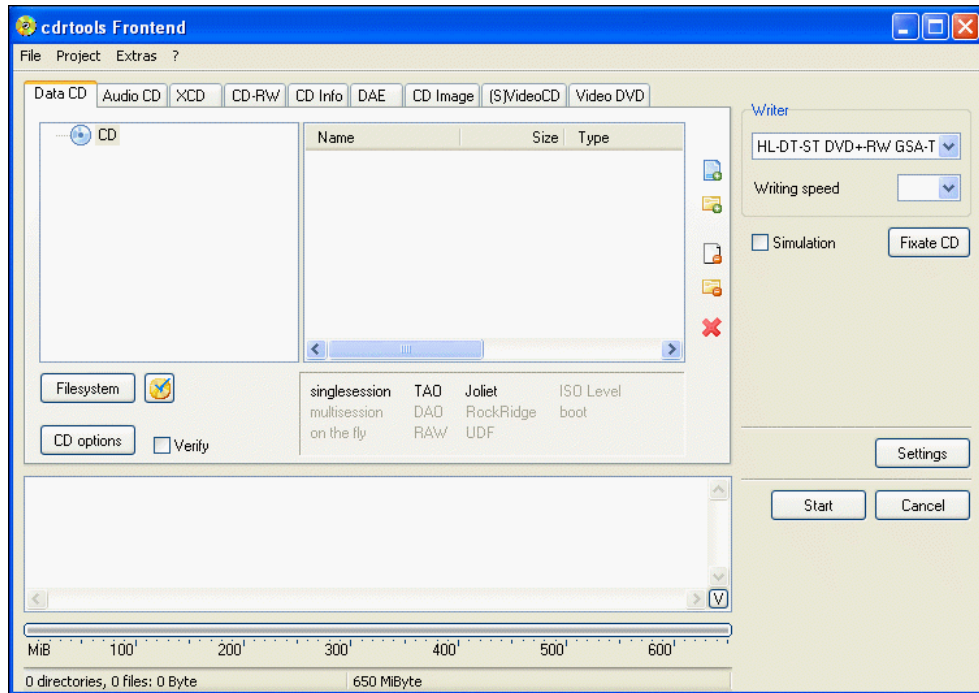 cdrtools Frontend
File Project Extras ?
Data CD Audio CD XCD CD-RW CD Info DAE CD Image (S)VideoCD Video DVD
CD
Name Size Type
Writer
HL-DT-ST DVD+-RW GSA-T
Writing speed
Simulation Fixate CD
Filesystem
CD options
Verify
singlesession TAO Joliet ISO Level
multisession DAO RockRidge boot
on the fly RAW UDF
Settings
Start Cancel
V
MiB 100' 200' 300' 400' 500' 600'
0 directories, 0 files: 0 Byte 650 MiByte